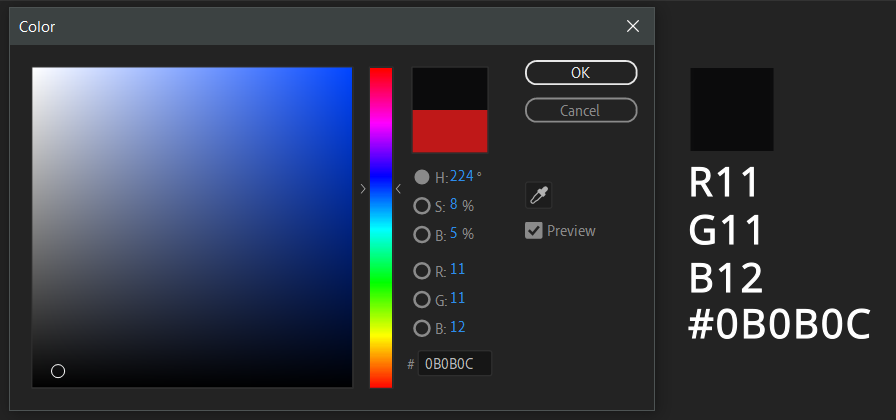 Color
OK
Cancel
H: 224 °
S: 8 %
B: 5 %
Preview
R: 11
G: 11
B: 12
# 0B0B0C
R11
G11
B12
#0B0B0C